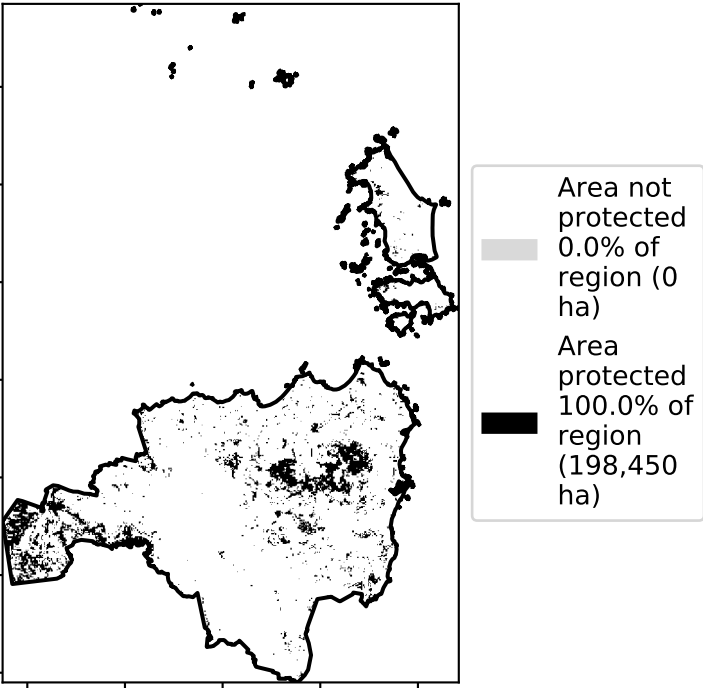 Area not
protected
0.0% of
region (0
ha)
Area
protected
100.0% of
region
(198,450
ha)